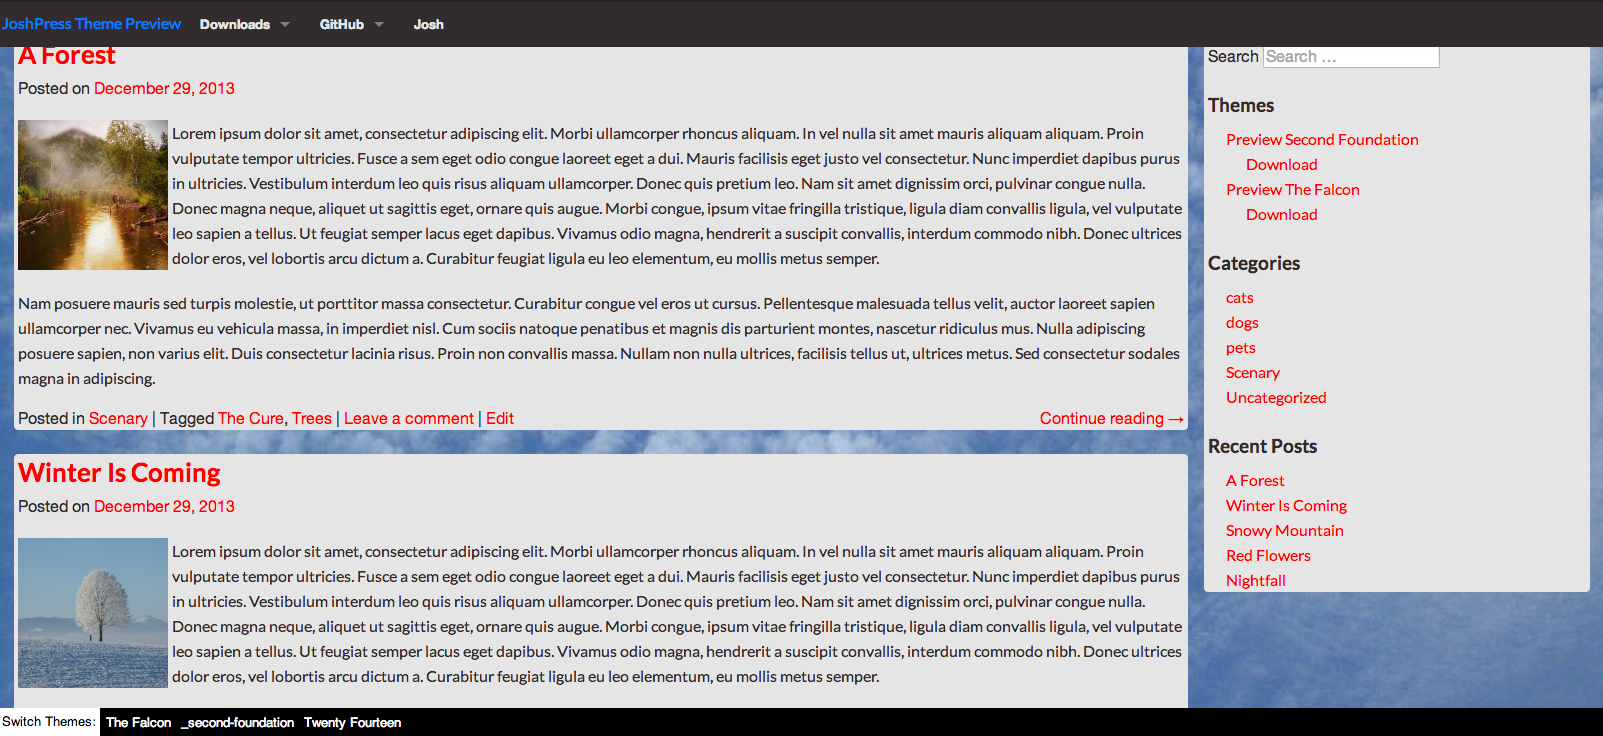 JoshPress Theme Preview Downloads GitHub Josh
A Forest
Posted on December 29, 2013
Lorem ipsum dolor sit amet, consectetur adipiscing elit. Morbi ullamcorper rhoncus aliquam. In vel nulla sit amet mauris aliquam aliquam. Proin
vulputate tempor ultricies. Fusce a sem eget odio congue laoreet eget a dui. Mauris facilisis eget justo vel consectetur. Nunc imperdiet dapibus purus
in ultricies. Vestibulum interdum leo quis risus aliquam ullamcorper. Donec quis pretium leo. Nam sit amet dignissim orci, pulvinar congue nulla.
Donec magna neque, aliquet ut sagittis eget, ornare quis augue. Morbi congue, ipsum vitae fringilla tristique, ligula diam convallis ligula, vel vulputate
leo sapien a tellus. Ut feugiat semper lacus eget dapibus. Vivamus odio magna, hendrerit a suscipit convallis, interdum commodo nibh. Donec ultrices
dolor eros, vel lobortis arcu dictum a. Curabitur feugiat ligula eu leo elementum, eu mollis metus semper.
Nam posuere mauris sed turpis molestie, ut porttitor massa consectetur. Curabitur congue vel eros ut cursus. Pellentesque malesuada tellus velit, auctor laoreet sapien
ullamcorper nec. Vivamus eu vehicula massa, in imperdiet nisl. Cum sociis natoque penatibus et magnis dis parturient montes, nascetur ridiculus mus. Nulla adipiscing
posuere sapien, non varius elit. Duis consectetur lacinia risus. Proin non convallis massa. Nullam non nulla ultrices, facilisis tellus ut, ultrices metus. Sed consectetur sodales
magna in adipiscing.
Posted in Scenary | Tagged The Cure, Trees | Leave a comment | Edit Continue reading →
Winter Is Coming
Posted on December 29, 2013
Lorem ipsum dolor sit amet, consectetur adipiscing elit. Morbi ullamcorper rhoncus aliquam. In vel nulla sit amet mauris aliquam aliquam. Proin
vulputate tempor ultricies. Fusce a sem eget odio congue laoreet eget a dui. Mauris facilisis eget justo vel consectetur. Nunc imperdiet dapibus purus
in ultricies. Vestibulum interdum leo quis risus aliquam ullamcorper. Donec quis pretium leo. Nam sit amet dignissim orci, pulvinar congue nulla.
Donec magna neque, aliquet ut sagittis eget, ornare quis augue. Morbi congue, ipsum vitae fringilla tristique, ligula diam convallis ligula, vel vulputate
leo sapien a tellus. Ut feugiat semper lacus eget dapibus. Vivamus odio magna, hendrerit a suscipit convallis, interdum commodo nibh. Donec ultrices
dolor eros, vel lobortis arcu dictum a. Curabitur feugiat ligula eu leo elementum, eu mollis metus semper.
Search Search …
Themes
Preview Second Foundation
Download
Preview The Falcon
Download
Categories
cats
dogs
pets
Scenary
Uncategorized
Recent Posts
A Forest
Winter Is Coming
Snowy Mountain
Red Flowers
Nightfall
Switch Themes: The Falcon _second-foundation Twenty Fourteen